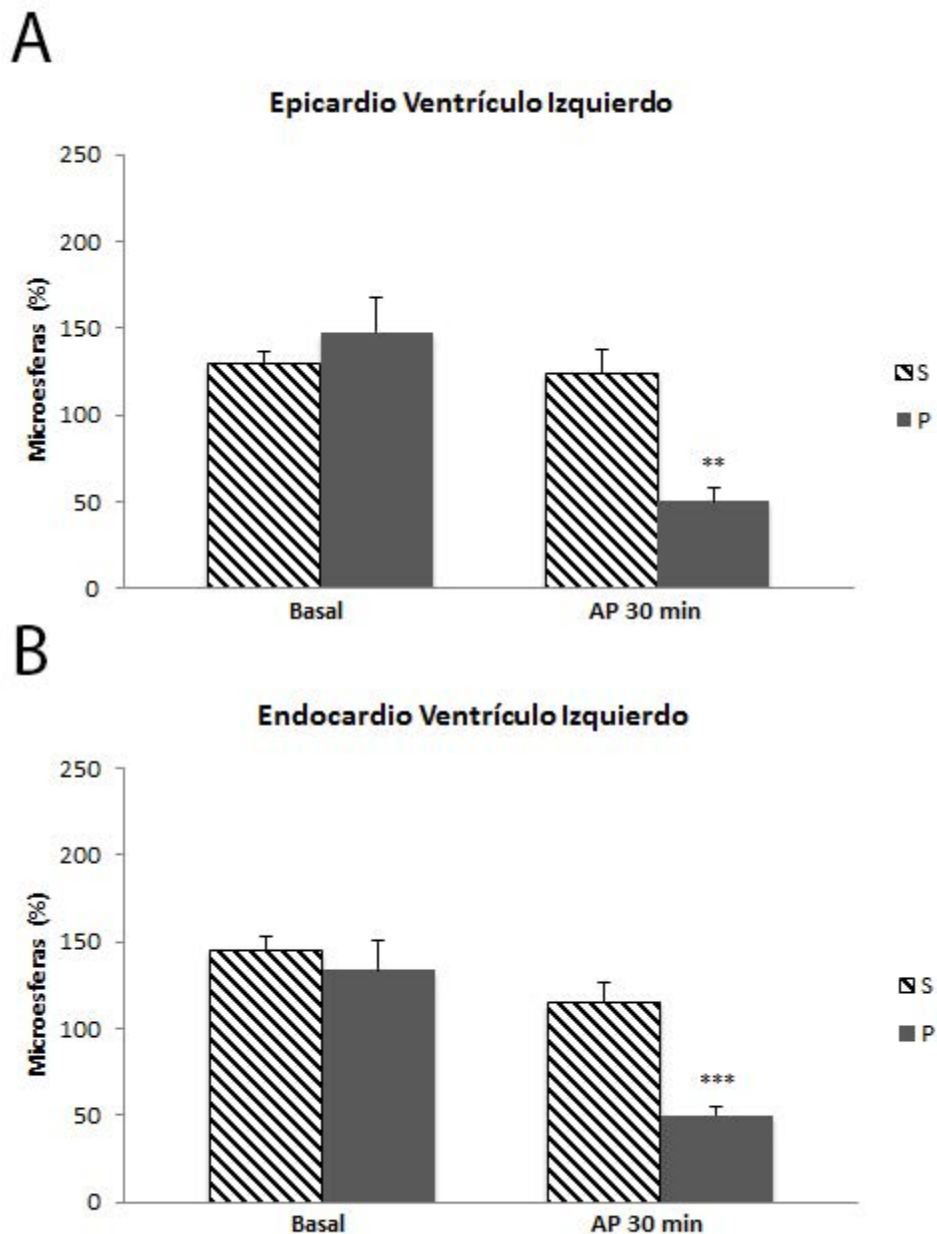 A
Epicardio Ventrículo Izquierdo
250
200
150
100
50
0
Microesferas (%)
**
S
P
Basal
AP 30 min
B
Endocardio Ventrículo Izquierdo
250
200
150
100
50
0
Microesferas (%)
***
S
P
Basal
AP 30 min